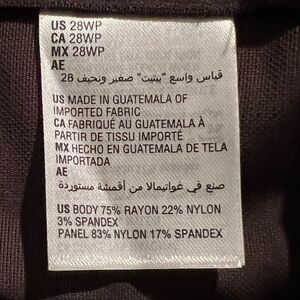 US 28WP
CA 28WP
MX 28WP
AE
قياس واسع "بيتيت" صغير ونحيف 28
US MADE IN GUATEMALA OF
IMPORTED FABRIC
CA FABRIQUÉ AU GUATEMALA À
PARTIR DE TISSU IMPORTÉ
MX HECHO EN GUATEMALA DE TELA
IMPORTADA
AE
صنع في غواتيمالا من أقمشة مستوردة
US BODY 75% RAYON 22% NYLON
3% SPANDEX
PANEL 83% NYLON 17% SPANDEX